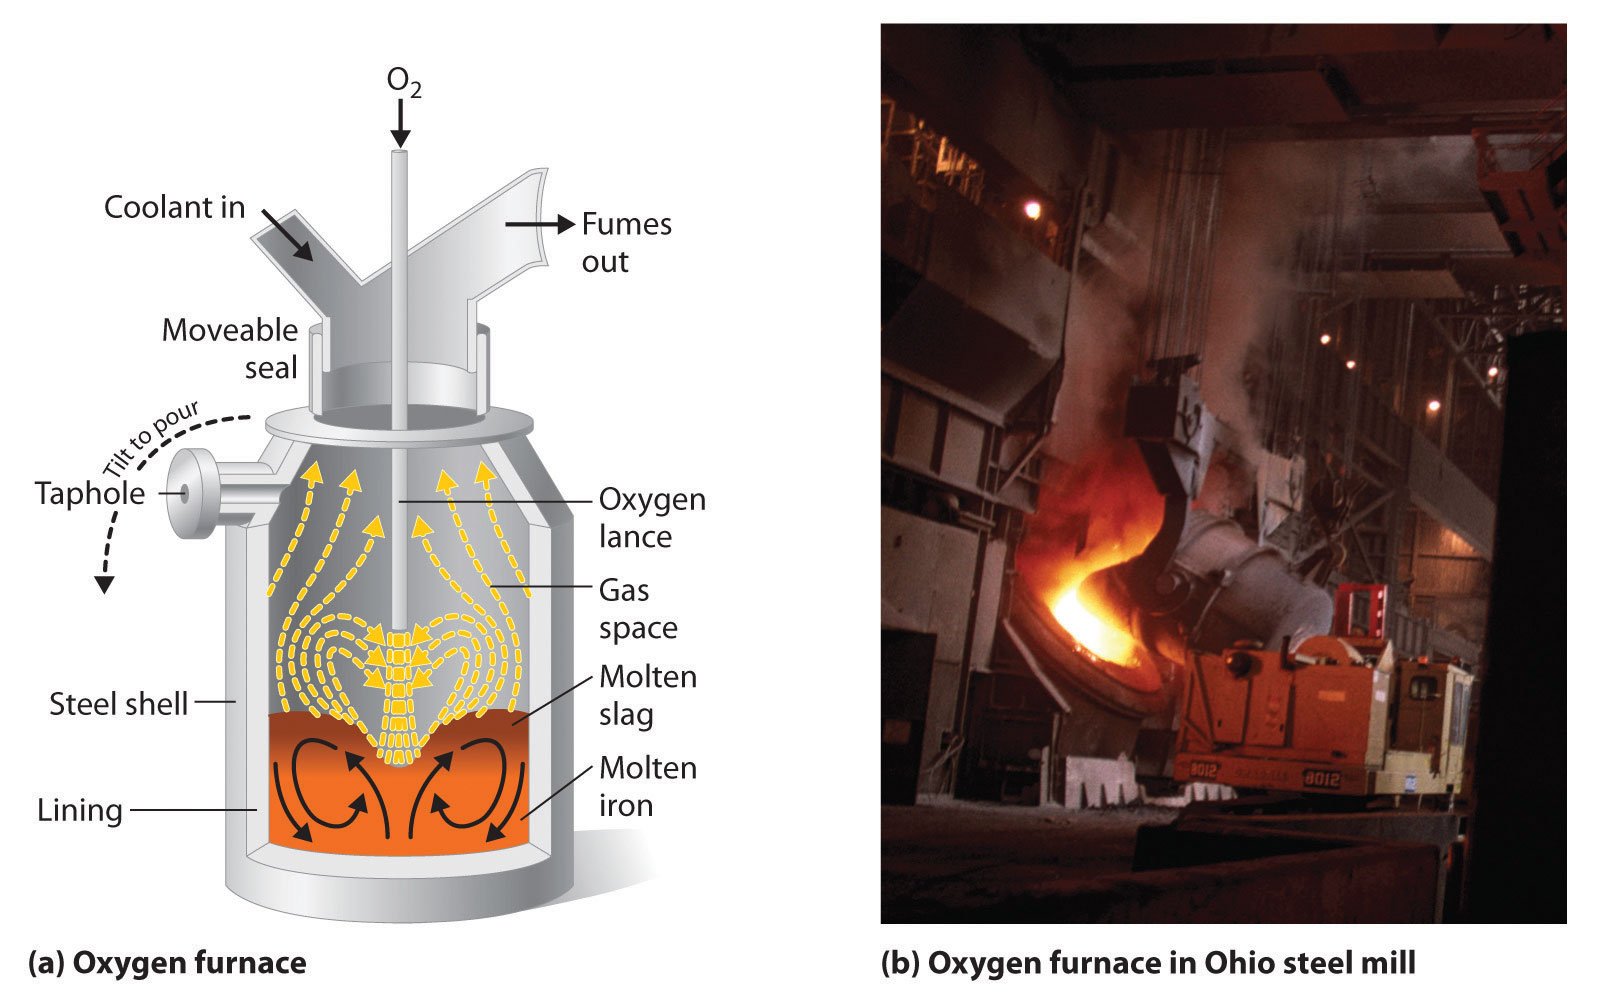 O₂
Coolant in
Fumes
out
Moveable
seal
Tilt to pour
Taphole
Oxygen
lance
Gas
space
Molten
slag
Steel shell
Molten
iron
Lining
8012
8012
(a) Oxygen furnace
(b) Oxygen furnace in Ohio steel mill